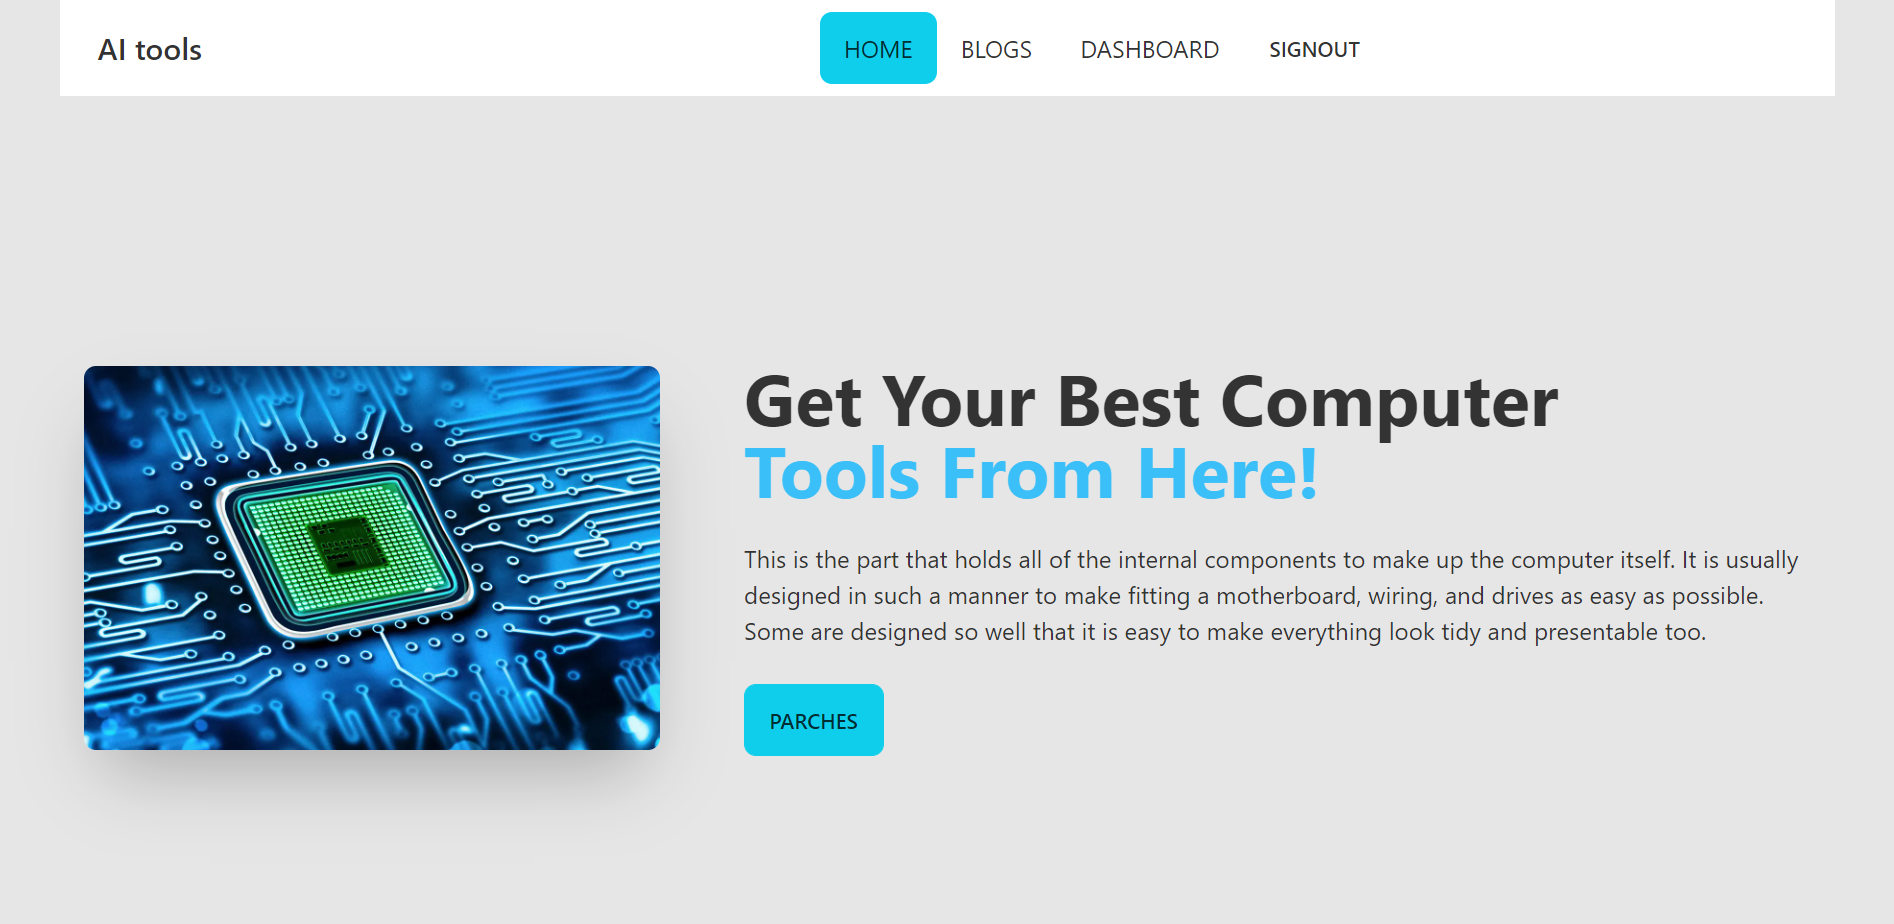 AI tools
HOME BLOGS DASHBOARD SIGNOUT
Get Your Best Computer
Tools From Here!
This is the part that holds all of the internal components to make up the computer itself. It is usually
designed in such a manner to make fitting a motherboard, wiring, and drives as easy as possible.
Some are designed so well that it is easy to make everything look tidy and presentable too.
PARCHES